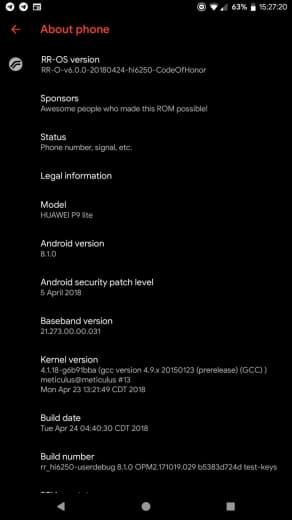 63% 15:27:20
About phone
RR-OS version
RR-O-v6.0.0-20180424-hi6250-CodeOfHonor
Sponsors
Awesome people who made this ROM possible!
Status
Phone number, signal, etc.
Legal information
Model
HUAWEI P9 lite
Android version
8.1.0
Android security patch level
5 April 2018
Baseband version
21.273.00.00.031
Kernel version
4.1.18-g6b91bba (gcc version 4.9.x 20150123 (prerelease) (GCC) )
meticulus@meticulus #13
Mon Apr 23 13:21:49 CDT 2018
Build date
Tue Apr 24 04:40:30 CDT 2018
Build number
rr_hi6250-userdebug 8.1.0 OPM2.171019.029 b5383d724d test-keys